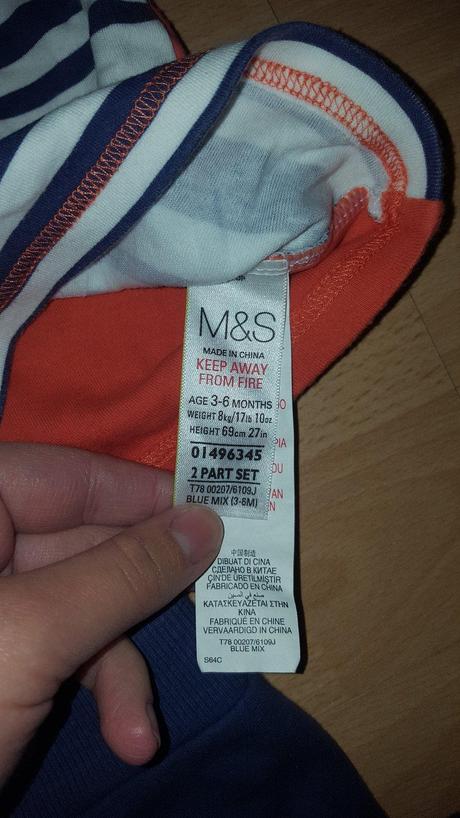 M&S
MADE IN CHINA
KEEP AWAY
FROM FIRE
AGE 3-6 MONTHS
WEIGHT 8kg/17lb 10oz
HEIGHT 69cm 27in
01496345
2 PART SET
T78 00207/6109J
BLUE MIX (3-6M)
中国制造
DIBUAT DI CINA
СДЕЛАНО В КИТАЕ
ÇİN'DE ÜRETİLMİŞTİR
FABRICADO EN CHINA
صنع في الصين
ΚΑΤΑΣΚΕΥΑΖΕΤΑΙ ΣΤΗΝ
ΚΙΝΑ
FABRIQUÉ EN CHINE
VERVAARDIGD IN CHINA
T78 00207/6109J
BLUE MIX
S64C